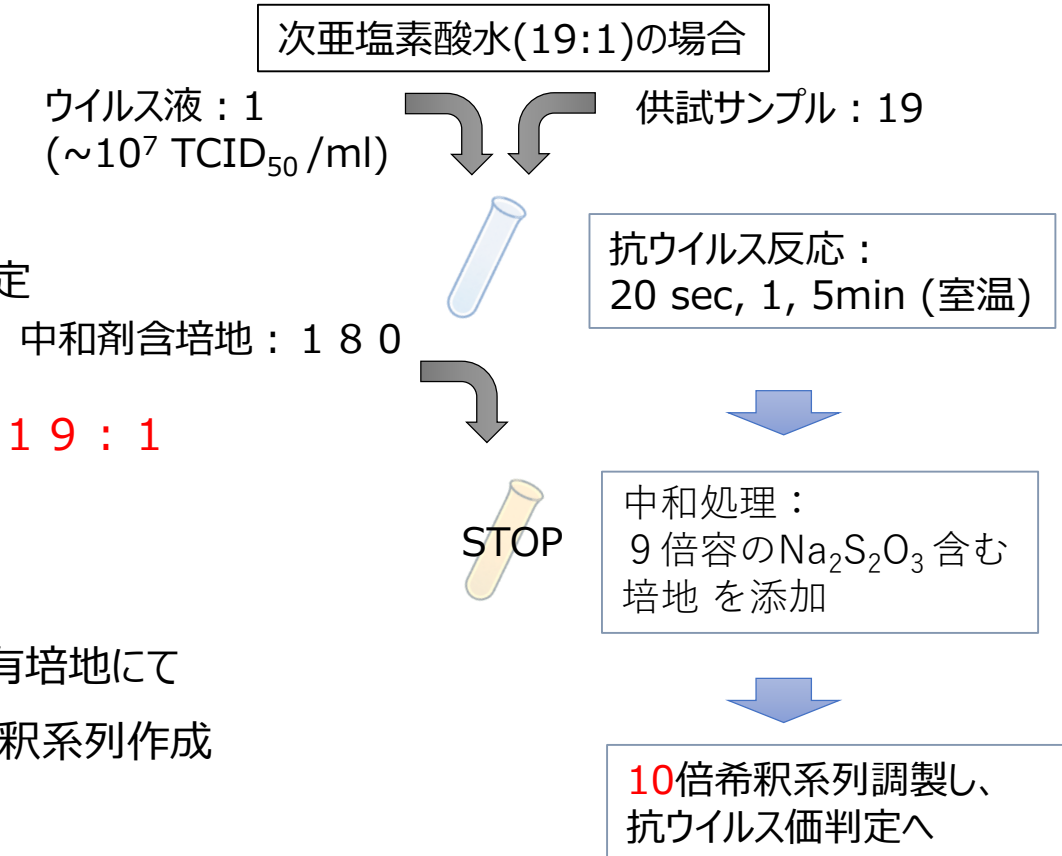 次亜塩素酸水(19:1)の場合
ウイルス液：1
(~10⁷ TCID₅₀/ml)
供試サンプル：19
抗ウイルス反応：
20 sec, 1, 5min (室温)
定
中和剤含培地：１８０
１９：１
STOP
中和処理：
９倍容のNa₂S₂O₃ 含む
培地 を添加
有培地にて
釈系列作成
10倍希釈系列調製し、
抗ウイルス価判定へ